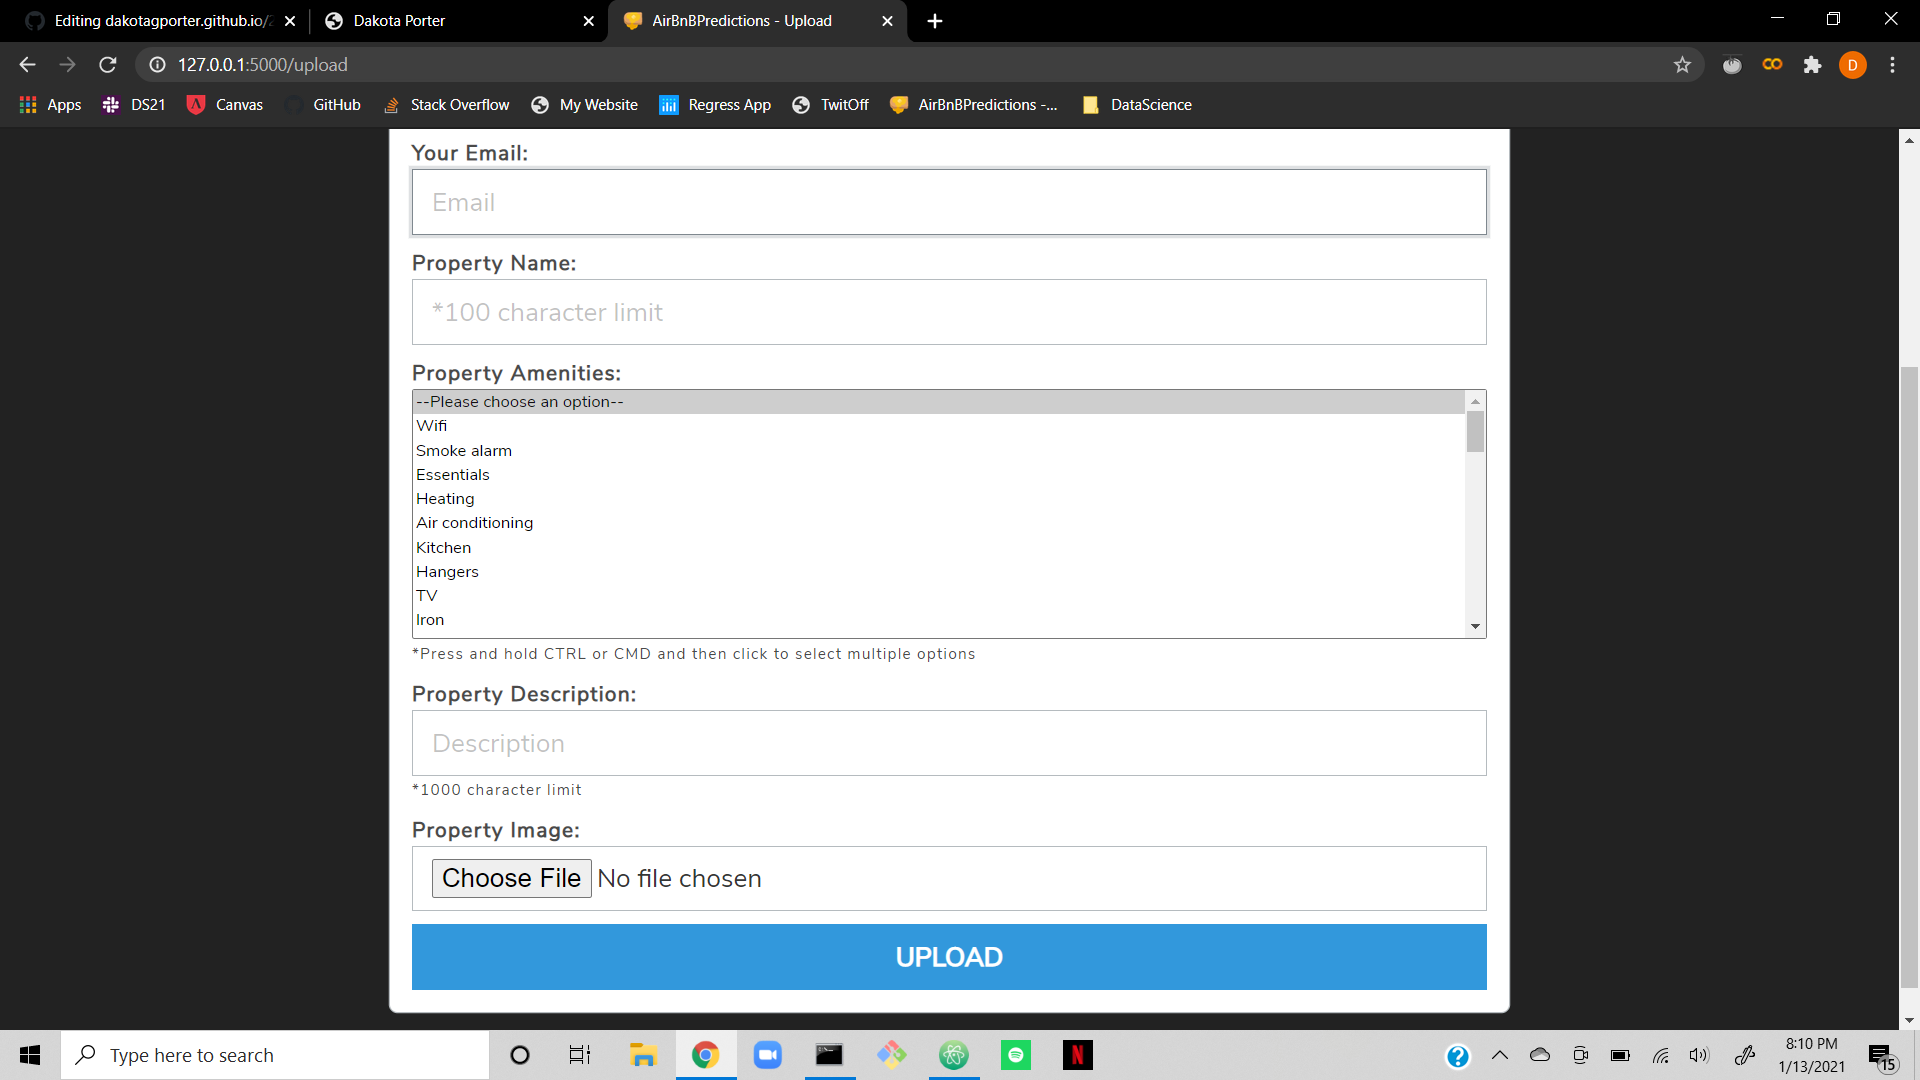 Editing dakotagporter.github.io/
Dakota Porter
AirBnBPredictions - Upload
127.0.0.1:5000/upload
D
Apps
DS21
Canvas
GitHub
Stack Overflow
My Website
Regress App
TwitOff
AirBnBPredictions -...
DataScience
Your Email:
Email
Property Name:
*100 character limit
Property Amenities:
--Please choose an option--
Wifi
Smoke alarm
Essentials
Heating
Air conditioning
Kitchen
Hangers
TV
Iron
*Press and hold CTRL or CMD and then click to select multiple options
Property Description:
Description
*1000 character limit
Property Image:
Choose File No file chosen
UPLOAD
Type here to search
N
?
8:10 PM
1/13/2021
15